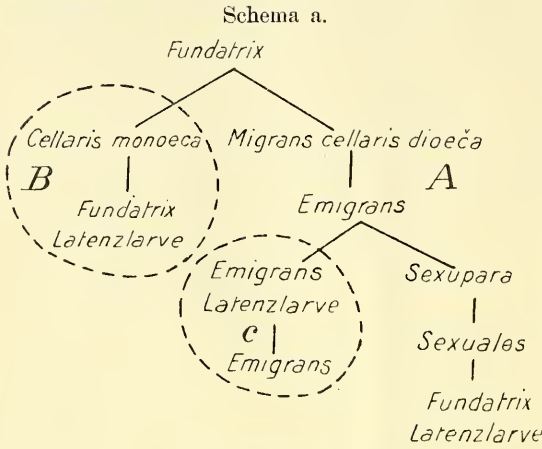 Schema a.
Fundatrix
Cellaris monoeca
Migrans cellaris dioeča
B
A
Fundatrix
Latenzlarve
Emigrans
Emigrans
Latenzlarve
Sexupara
c
Emigrans
Sexuales
Fundatrix
Latenzlarve